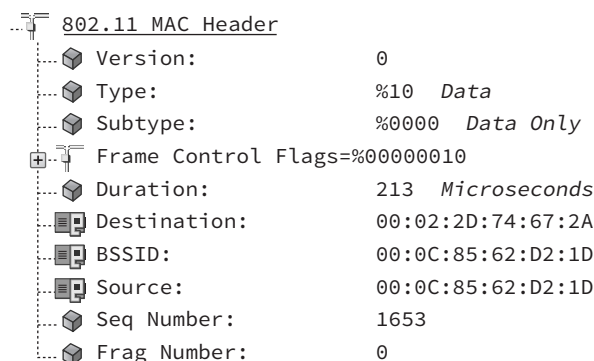 802.11 MAC Header
Version: 0
Type: %10 Data
Subtype: %0000 Data Only
Frame Control Flags=%00000010
Duration: 213 Microseconds
Destination: 00:02:2D:74:67:2A
BSSID: 00:0C:85:62:D2:1D
Source: 00:0C:85:62:D2:1D
Seq Number: 1653
Frag Number: 0